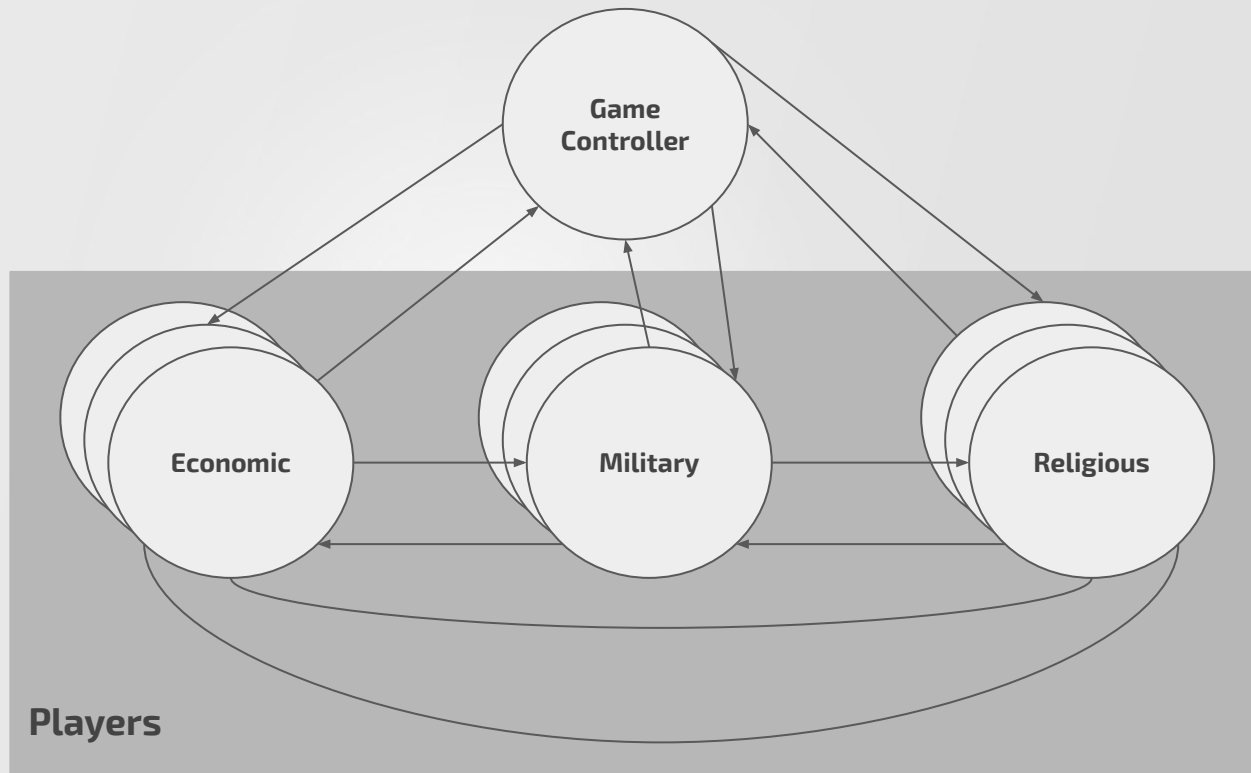 Game
Controller
Economic
Military
Religious
Players